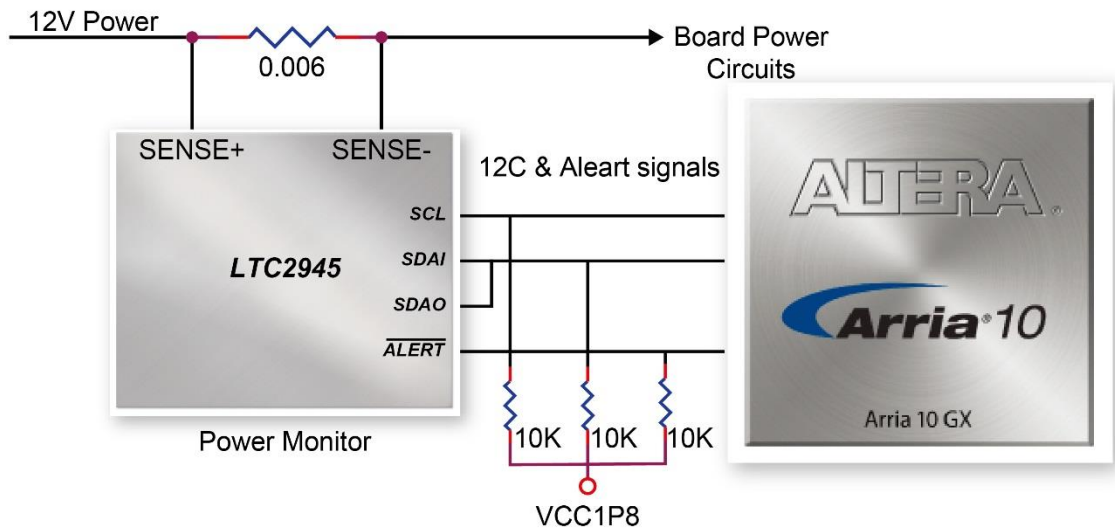 12V Power
0.006
Board Power
Circuits
SENSE+
SENSE-
12C & Aleart signals
SCL
LTC2945
SDAI
SDAO
ALERT
Power Monitor
10K
10K
10K
VCC1P8
ALTERA®
Arria® 10
Arria 10 GX